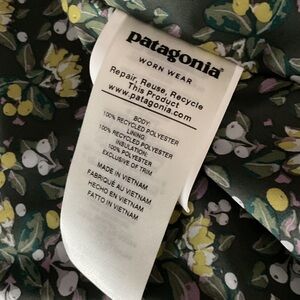 patagonia®
WORN WEAR
Repair, Reuse, Recycle
This Product
www.patagonia.com
BODY:
100% RECYCLED POLYESTER
LINING:
100% RECYCLED POLYESTER
INSULATION:
100% POLYESTER
EXCLUSIVE OF TRIM
MADE IN VIETNAM
FABRIQUÉ AU VIETNAM
HECHO EN VIETNAM
FATTO IN VIETNAM